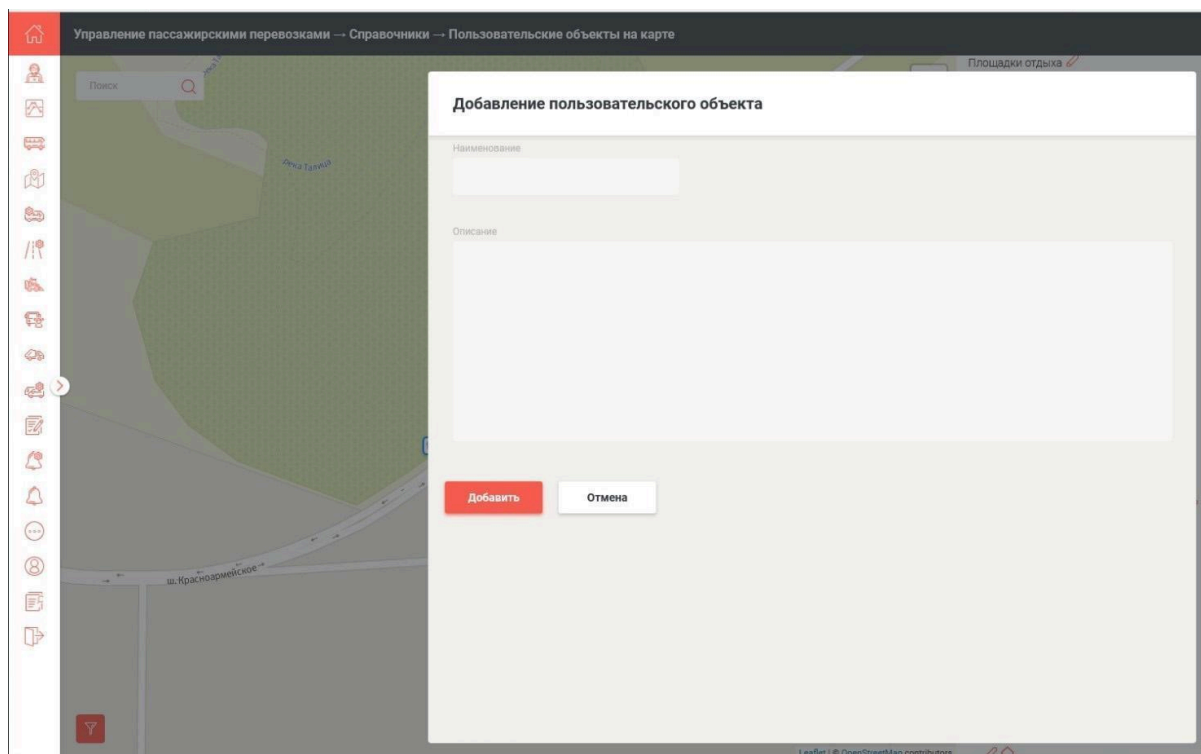 Управление пассажирскими перевозками → Справочники → Пользовательские объекты на карте
Площадки отдыха
Поиск
Добавление пользовательского объекта
Наименование
река Талица
Описание
Добавить
Отмена
ш. Красноармейское
Leaflet | © OpenStreetMap contributors